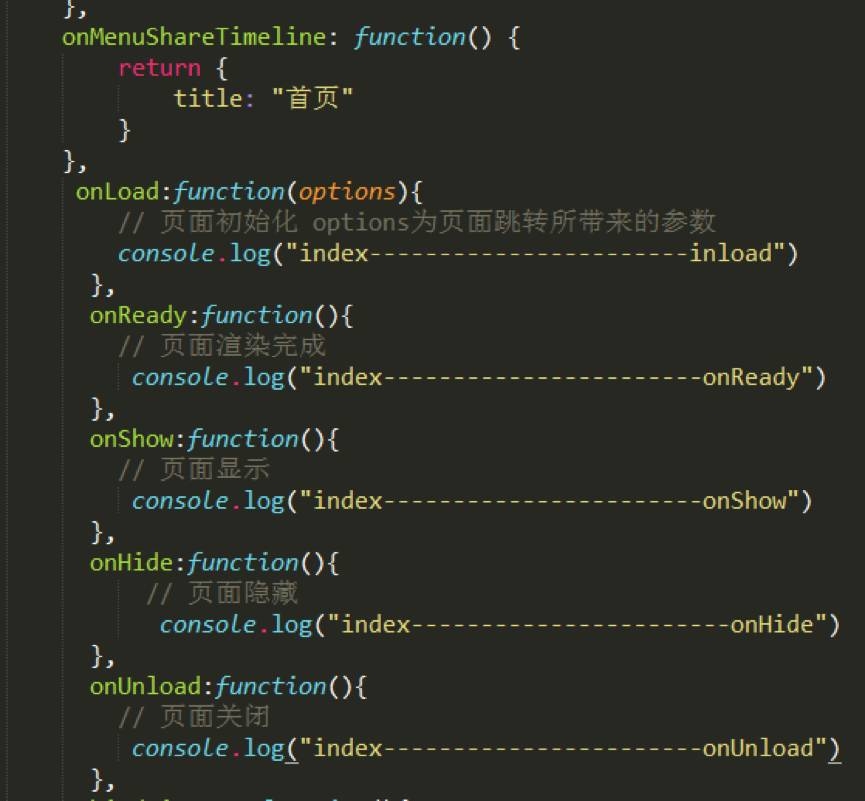 },
onMenuShareTimeline: function() {
return {
title: "首页"
}
},
onLoad:function(options){
// 页面初始化 options为页面跳转所带来的参数
console.log("index-----------------------inload")
},
onReady:function(){
// 页面渲染完成
console.log("index-----------------------onReady")
},
onShow:function(){
// 页面显示
console.log("index-----------------------onShow")
},
onHide:function(){
// 页面隐藏
console.log("index-----------------------onHide")
},
onUnload:function(){
// 页面关闭
console.log("index-----------------------onUnload")
},